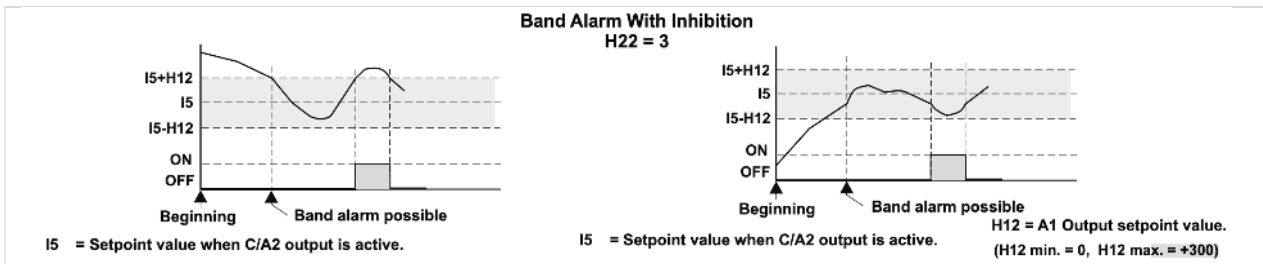 Band Alarm With Inhibition
H22 = 3
I5+H12
I5
I5-H12
ON
OFF
Beginning
Band alarm possible
I5 = Setpoint value when C/A2 output is active.
I5+H12
I5
I5-H12
ON
OFF
Beginning
Band alarm possible
I5 = Setpoint value when C/A2 output is active.
H12 = A1 Output setpoint value.
(H12 min. = 0, H12 max. = +300)